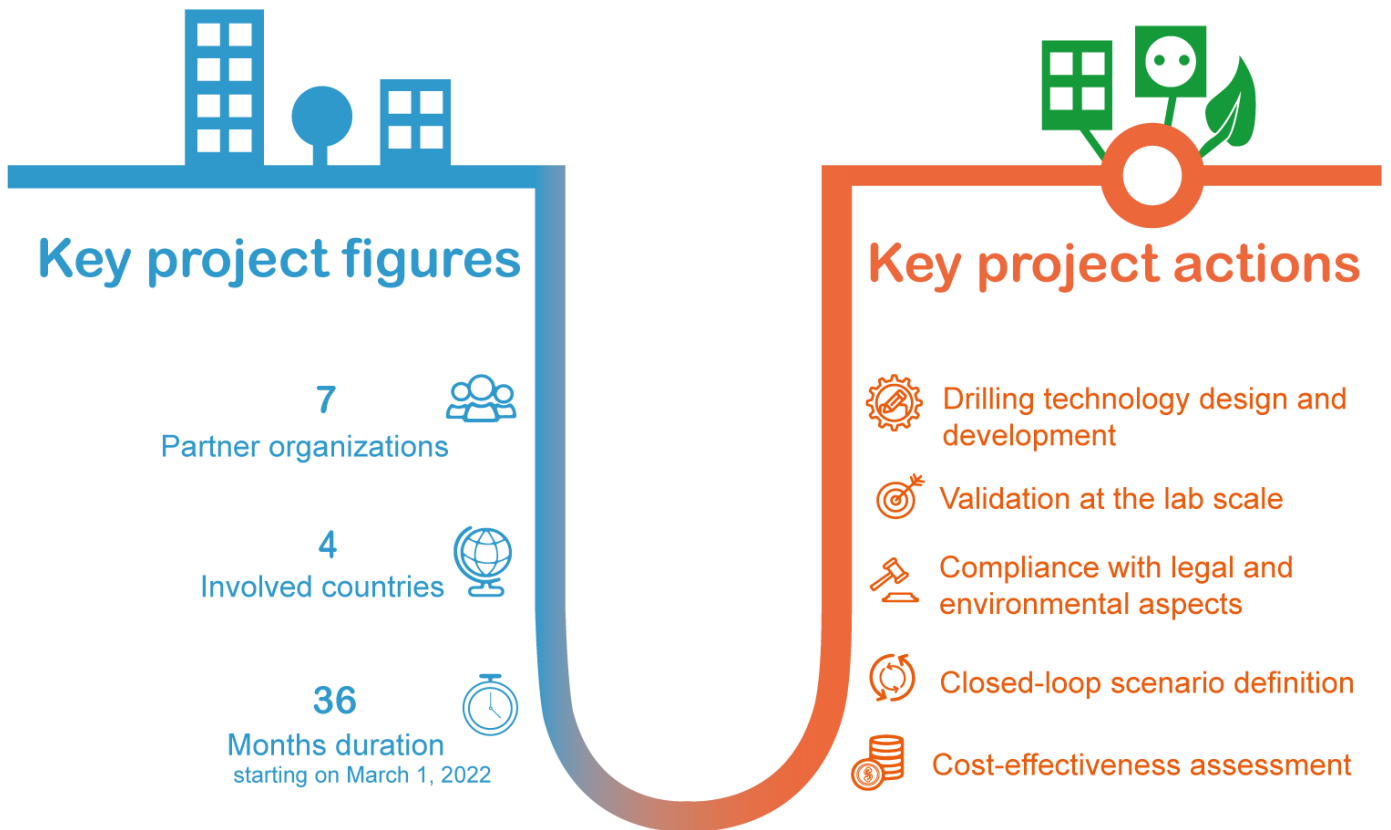 Key project figures
7
Partner organizations
4
Involved countries
36
Months duration
starting on March 1, 2022
Key project actions
Drilling technology design and
development
Validation at the lab scale
Compliance with legal and
environmental aspects
Closed-loop scenario definition
Cost-effectiveness assessment